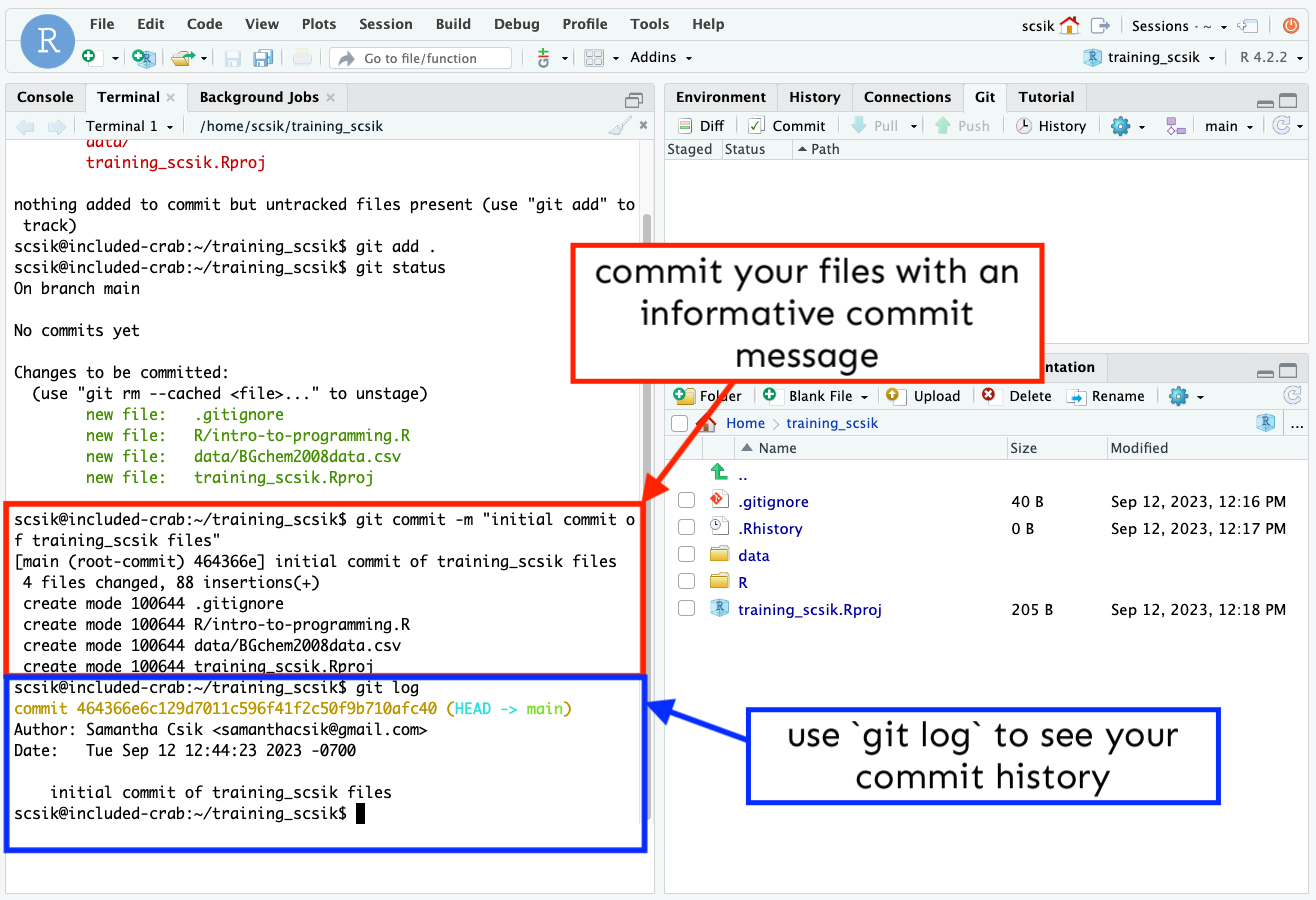 R
File Edit Code View Plots Session Build Debug Profile Tools Help
scsik
Sessions · ~
Go to file/function
Addins
training_scsik
R 4.2.2
Console Terminal Background Jobs
Terminal 1 /home/scsik/training_scsik
data/
training_scsik.Rproj
nothing added to commit but untracked files present (use "git add" to
track)
scsik@included-crab:~/training_scsik$ git add .
scsik@included-crab:~/training_scsik$ git status
On branch main
No commits yet
Changes to be committed:
(use "git rm --cached <file>..." to unstage)
new file: .gitignore
new file: R/intro-to-programming.R
new file: data/BGchem2008data.csv
new file: training_scsik.Rproj
scsik@included-crab:~/training_scsik$ git commit -m "initial commit o
f training_scsik files"
[main (root-commit) 464366e] initial commit of training_scsik files
4 files changed, 88 insertions(+)
create mode 100644 .gitignore
create mode 100644 R/intro-to-programming.R
create mode 100644 data/BGchem2008data.csv
create mode 100644 training_scsik.Rproj
scsik@included-crab:~/training_scsik$ git log
commit 464366e6c129d7011c596f41f2c50f9b710afc40 (HEAD -> main)
Author: Samantha Csik <samanthacsik@gmail.com>
Date: Tue Sep 12 12:44:23 2023 -0700
initial commit of training_scsik files
scsik@included-crab:~/training_scsik$
Environment History Connections Git Tutorial
Diff Commit Pull Push History main
Staged Status Path
commit your files with an
informative commit
message
ntation
Folder Blank File Upload Delete Rename
Home training_scsik R ...
Name Size Modified
..
.gitignore 40 B Sep 12, 2023, 12:16 PM
.Rhistory 0 B Sep 12, 2023, 12:17 PM
data
R
training_scsik.Rproj 205 B Sep 12, 2023, 12:18 PM
use `git log` to see your
commit history